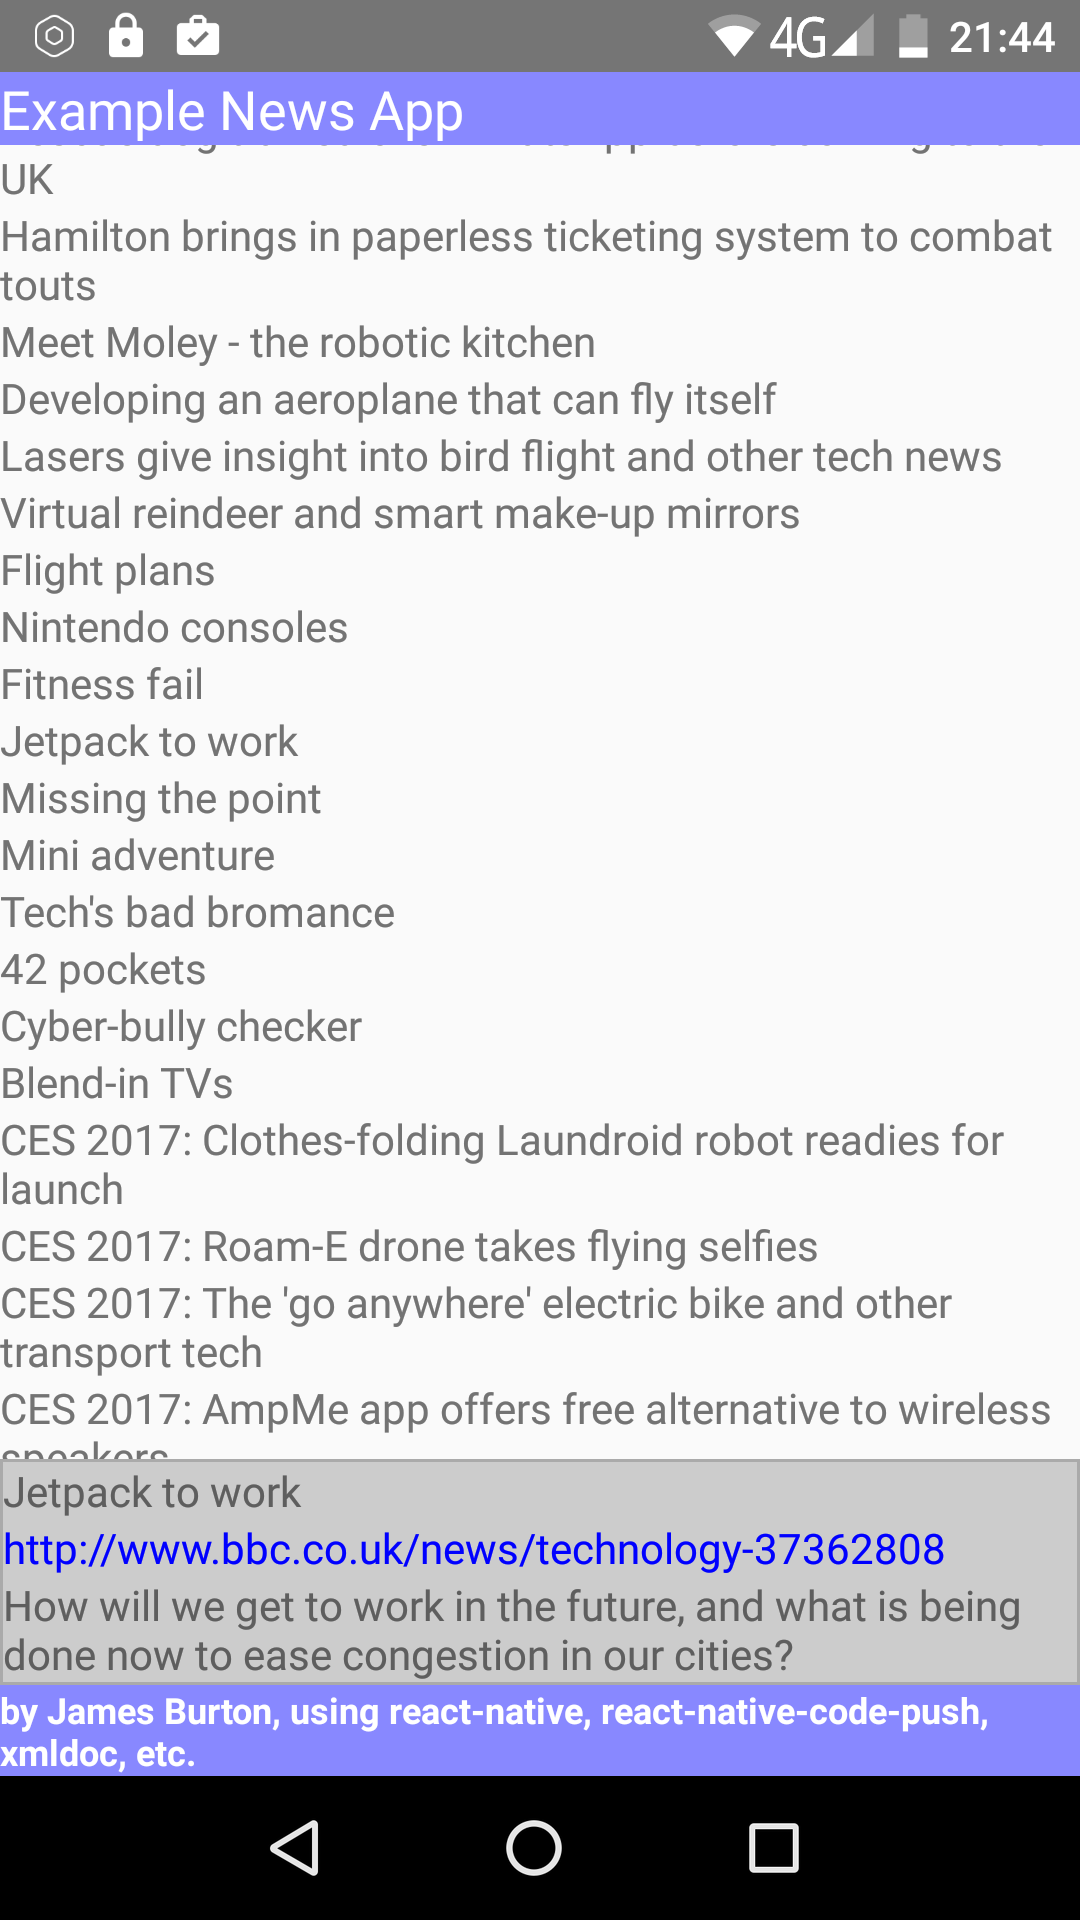 4G 21:44
Example News App
UK
Hamilton brings in paperless ticketing system to combat
touts
Meet Moley - the robotic kitchen
Developing an aeroplane that can fly itself
Lasers give insight into bird flight and other tech news
Virtual reindeer and smart make-up mirrors
Flight plans
Nintendo consoles
Fitness fail
Jetpack to work
Missing the point
Mini adventure
Tech's bad bromance
42 pockets
Cyber-bully checker
Blend-in TVs
CES 2017: Clothes-folding Laundroid robot readies for
launch
CES 2017: Roam-E drone takes flying selfies
CES 2017: The 'go anywhere' electric bike and other
transport tech
CES 2017: AmpMe app offers free alternative to wireless
speakers
Jetpack to work
http://www.bbc.co.uk/news/technology-37362808
How will we get to work in the future, and what is being
done now to ease congestion in our cities?
by James Burton, using react-native, react-native-code-push,
xmldoc, etc.